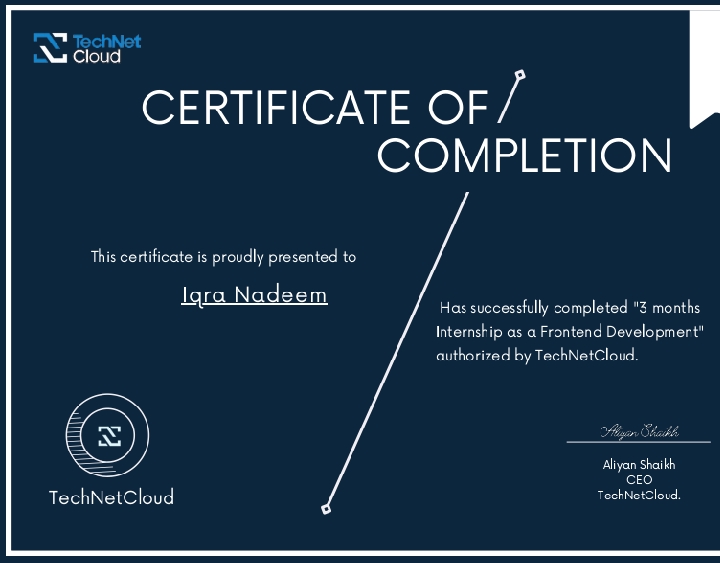 TechNet
Cloud
CERTIFICATE OF
COMPLETION
This certificate is proudly presented to
Iqra Nadeem
Has successfully completed "3 months
Internship as a Frontend Development"
authorized by TechNetCloud.
TechNetCloud
Aliyan Shaikh
Aliyan Shaikh
CEO
TechNetCloud.